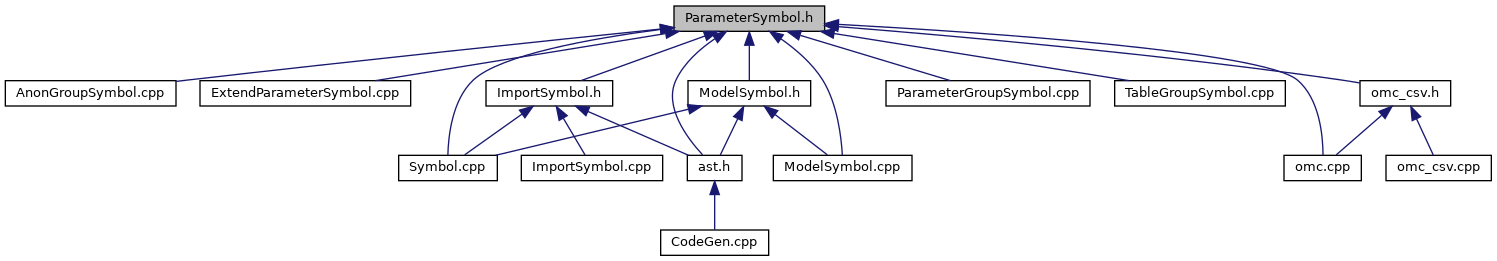 ParameterSymbol.h
AnonGroupSymbol.cpp
ExtendParameterSymbol.cpp
ImportSymbol.h
ModelSymbol.h
ParameterGroupSymbol.cpp
TableGroupSymbol.cpp
omc_csv.h
Symbol.cpp
ImportSymbol.cpp
ast.h
ModelSymbol.cpp
omc.cpp
omc_csv.cpp
CodeGen.cpp